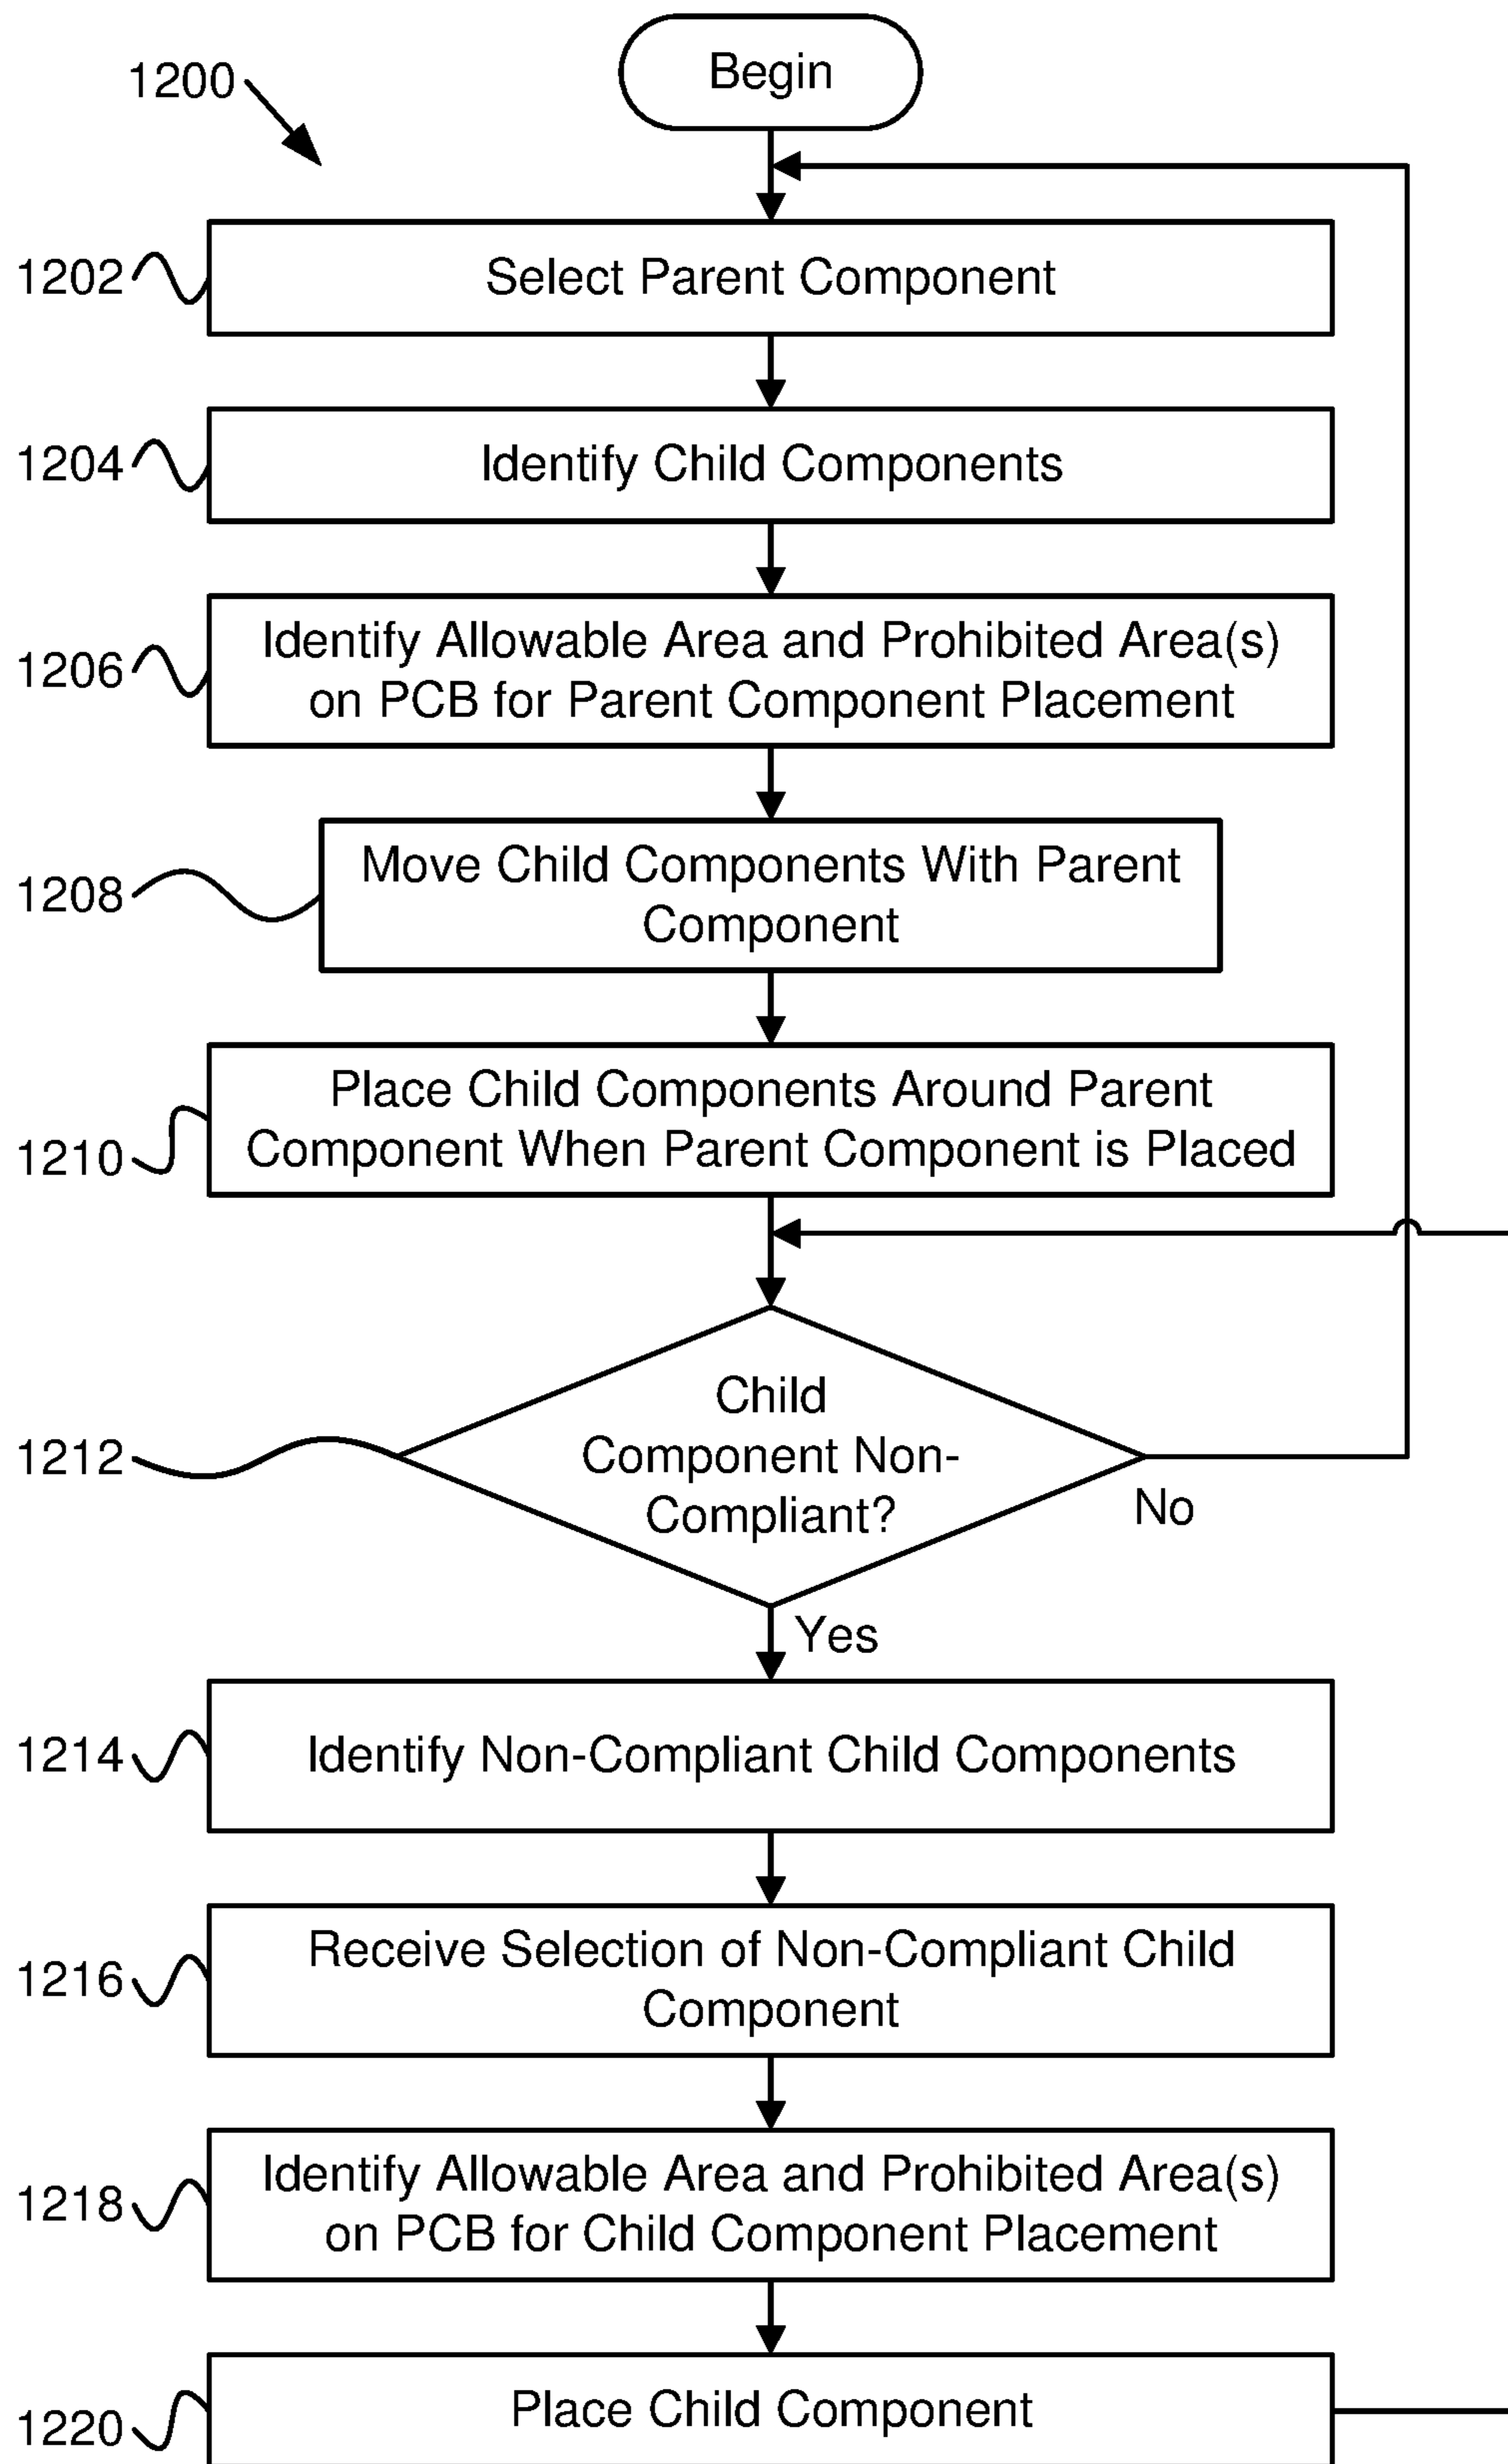 1200
Begin
1202
Select Parent Component
1204
Identify Child Components
1206
Identify Allowable Area and Prohibited Area(s)
on PCB for Parent Component Placement
1208
Move Child Components With Parent
Component
1210
Place Child Components Around Parent
Component When Parent Component is Placed
1212
Child
Component Non-
Compliant?
No
Yes
1214
Identify Non-Compliant Child Components
1216
Receive Selection of Non-Compliant Child
Component
1218
Identify Allowable Area and Prohibited Area(s)
on PCB for Child Component Placement
1220
Place Child Component